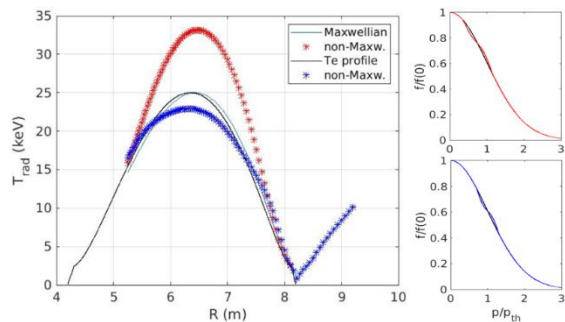 35
30
25
20
15
10
5
0
T_rad (keV)
4 5 6 7 8 9 10
R (m)
Maxwellian
non-Maxw.
Te profile
non-Maxw.
1
0.8
0.6
0.4
0.2
0
f/f(0)
0 1 2 3
1
0.8
0.6
0.4
0.2
0
f/f(0)
0 1 2 3
p/p_th